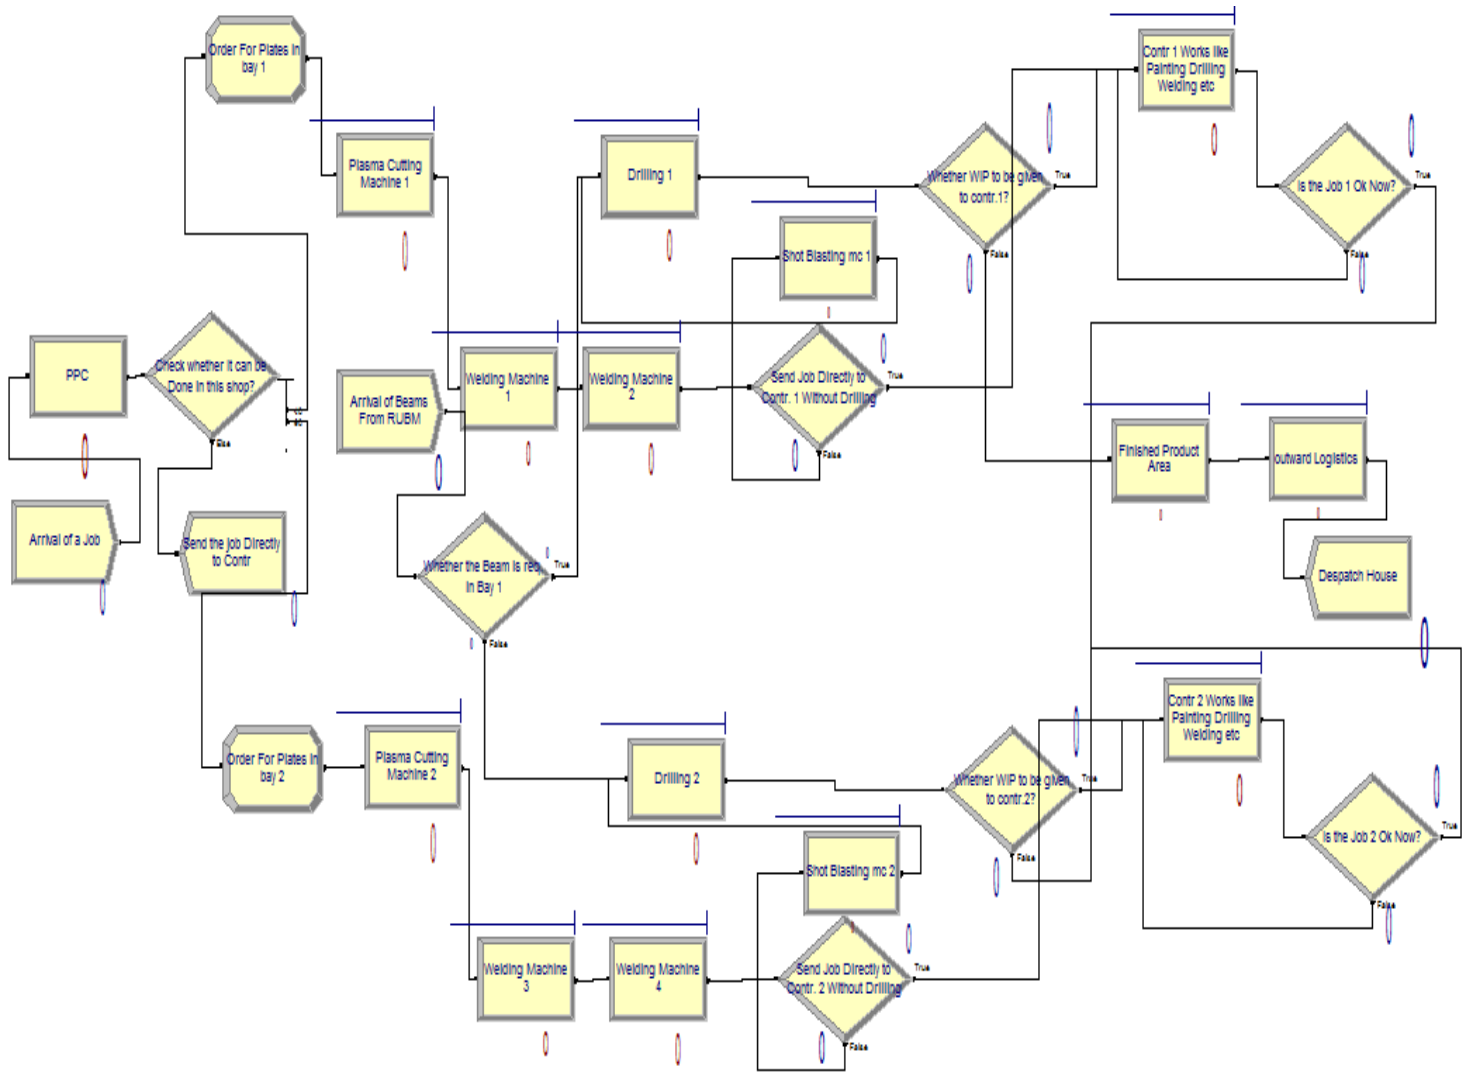 Order For Plates in
bay 1
Plasma Cutting
Machine 1
Drilling 1
Shot Blasting mc 1
Whether WIP to be given
to contr.1?
True
False
Contr 1 Works like
Painting Drilling
Welding etc
Is the Job 1 Ok Now?
True
False
PPC
Check whether it can be
Done in this shop?
Else
Arrival of Beams
From RUBM
Welding Machine
1
Welding Machine
2
Send Job Directly to
Contr. 1 Without Drilling
True
False
Finished Product
Area
outward Logistics
Arrival of a Job
Send the job Directly
to Contr
Whether the Beam is req
in Bay 1
True
False
Despatch House
Order For Plates in
bay 2
Plasma Cutting
Machine 2
Drilling 2
Shot Blasting mc 2
Whether WIP to be given
to contr.2?
True
False
Contr 2 Works like
Painting Drilling
Welding etc
Is the Job 2 Ok Now?
True
False
Welding Machine
3
Welding Machine
4
Send Job Directly to
Contr. 2 Without Drilling
True
False